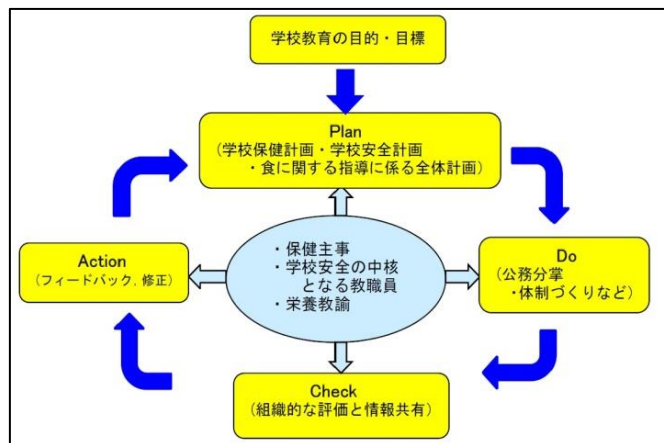 学校教育の目的・目標
Plan
(学校保健計画・学校安全計画
・食に関する指導に係る全体計画)
Action
(フィードバック,修正)
・保健主事
・学校安全の中核
となる教職員
・栄養教諭
Do
(公務分掌
・体制づくりなど)
Check
(組織的な評価と情報共有)